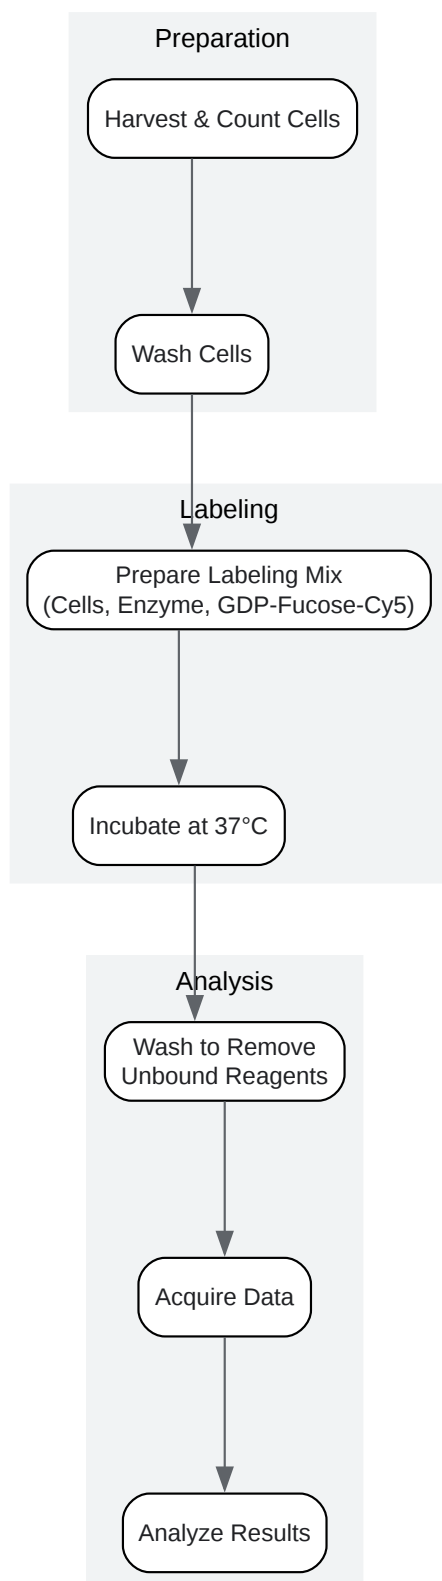 Preparation
Harvest & Count Cells
Wash Cells
Labeling
Prepare Labeling Mix
(Cells, Enzyme, GDP-Fucose-Cy5)
Incubate at 37°C
Analysis
Wash to Remove
Unbound Reagents
Acquire Data
Analyze Results